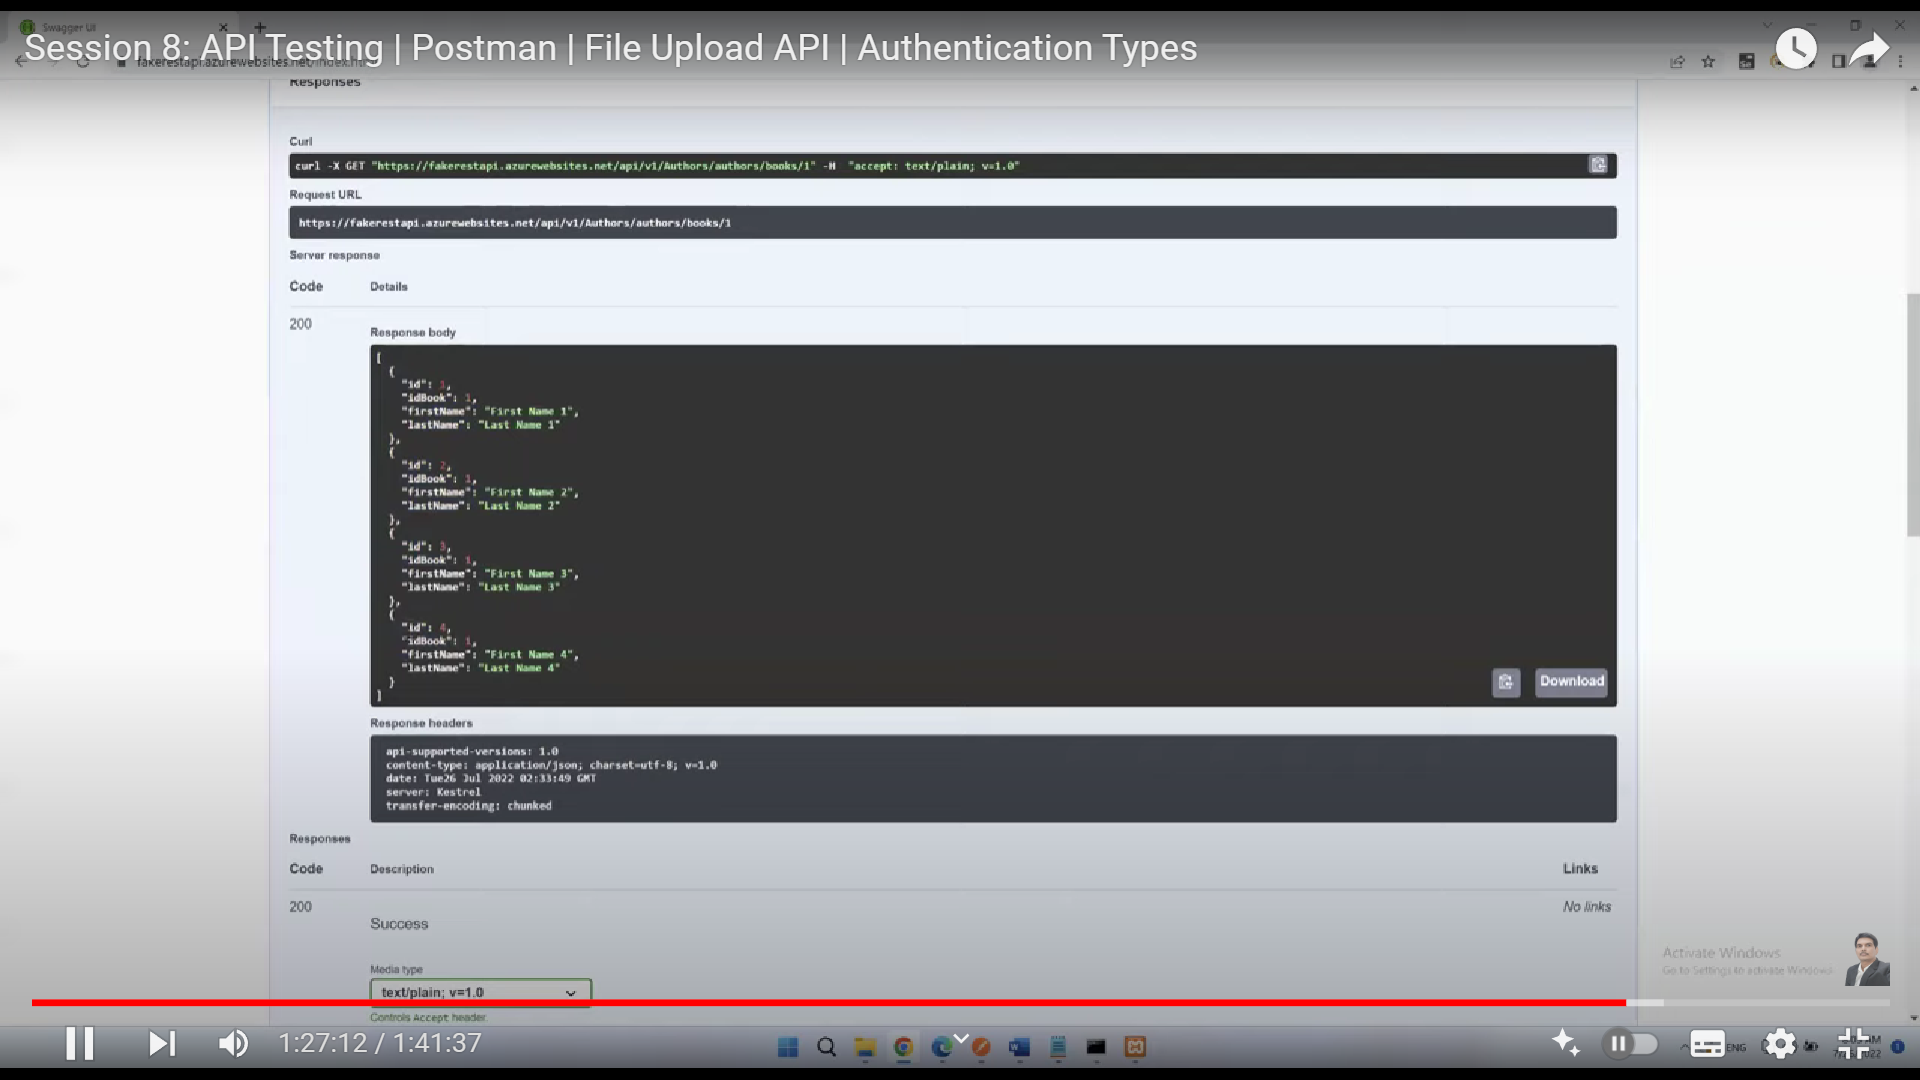 Swagger UI
Session 8: API Testing | Postman | File Upload API | Authentication Types
fakerestapi.azurewebsites.net/index.html
Responses
Curl
curl -X GET "https://fakerestapi.azurewebsites.net/api/v1/Authors/authors/books/1" -H  "accept: text/plain; v=1.0"
Request URL
https://fakerestapi.azurewebsites.net/api/v1/Authors/authors/books/1
Server response
Code Details
200
Response body
[
{
"id": 1,
"idBook": 1,
"firstName": "First Name 1",
"lastName": "Last Name 1"
},
{
"id": 2,
"idBook": 1,
"firstName": "First Name 2",
"lastName": "Last Name 2"
},
{
"id": 3,
"idBook": 1,
"firstName": "First Name 3",
"lastName": "Last Name 3"
},
{
"id": 4,
"idBook": 1,
"firstName": "First Name 4",
"lastName": "Last Name 4"
}
]
Download
Response headers
api-supported-versions: 1.0
content-type: application/json; charset=utf-8; v=1.0
date: Tue26 Jul 2022 02:33:49 GMT
server: Kestrel
transfer-encoding: chunked
Responses
Code Description Links
200 No links
Success
Activate Windows
Go to Settings to activate Windows.
Media type
text/plain; v=1.0
Controls Accept header.
1:27:12 / 1:41:37
ENG